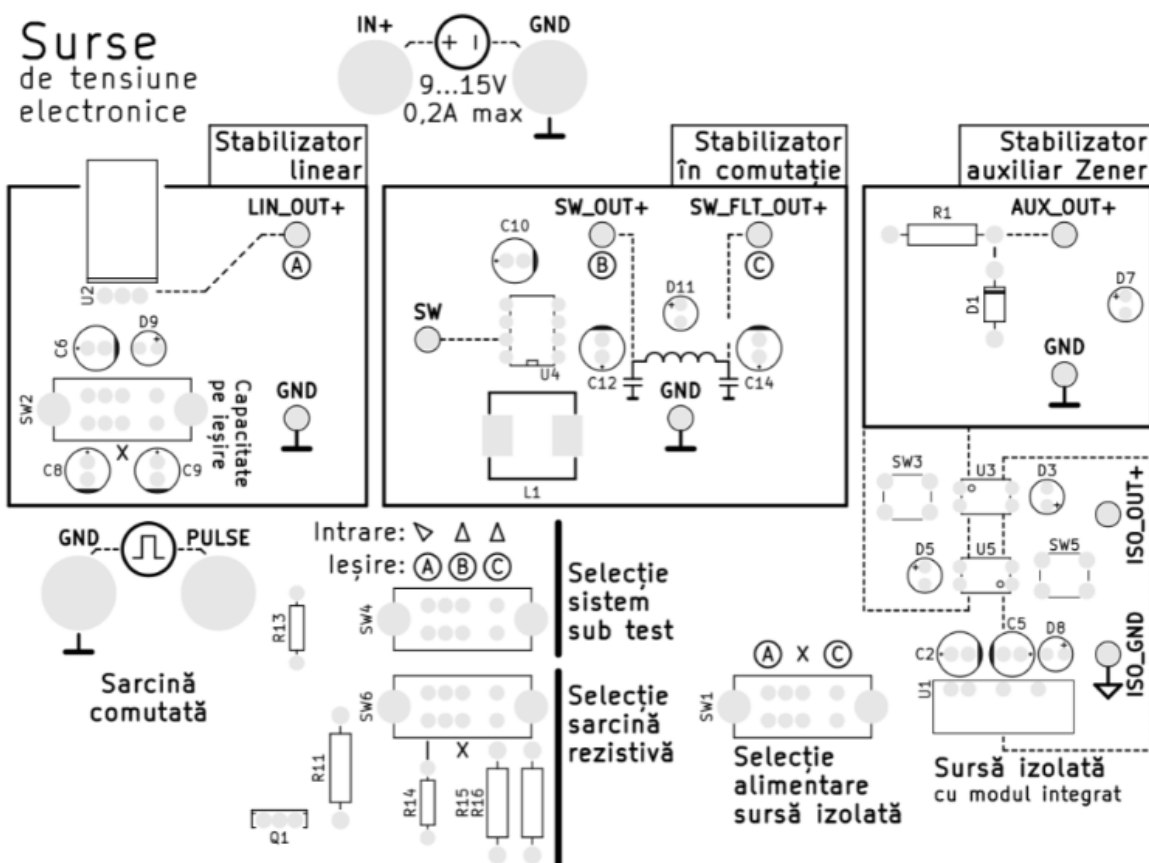 Surse
de tensiune
electronice
IN+
GND
+ -
9...15V
0,2A max
Stabilizator
linear
LIN_OUT+
A
U2
C6
D9
SW2
X
C8
C9
Capacitate
pe ieșire
GND
Stabilizator
în comutație
SW_OUT+
SW_FLT_OUT+
B
C
C10
D11
SW
U4
C12
C14
GND
L1
Stabilizator
auxiliar Zener
R1
AUX_OUT+
D7
D1
GND
SW3
U3
D3
ISO_OUT+
D5
U5
SW5
C2
C5
D8
ISO_GND
U1
Sursă izolată
cu modul integrat
GND
PULSE
Sarcină
comutată
R13
R11
Q1
Intrare:
Ieșire: A B C
SW4
Selecție
sistem
sub test
SW6
X
Selecție
sarcină
rezistivă
R14
R15
R16
A X C
SW1
Selecție
alimentare
sursă izolată